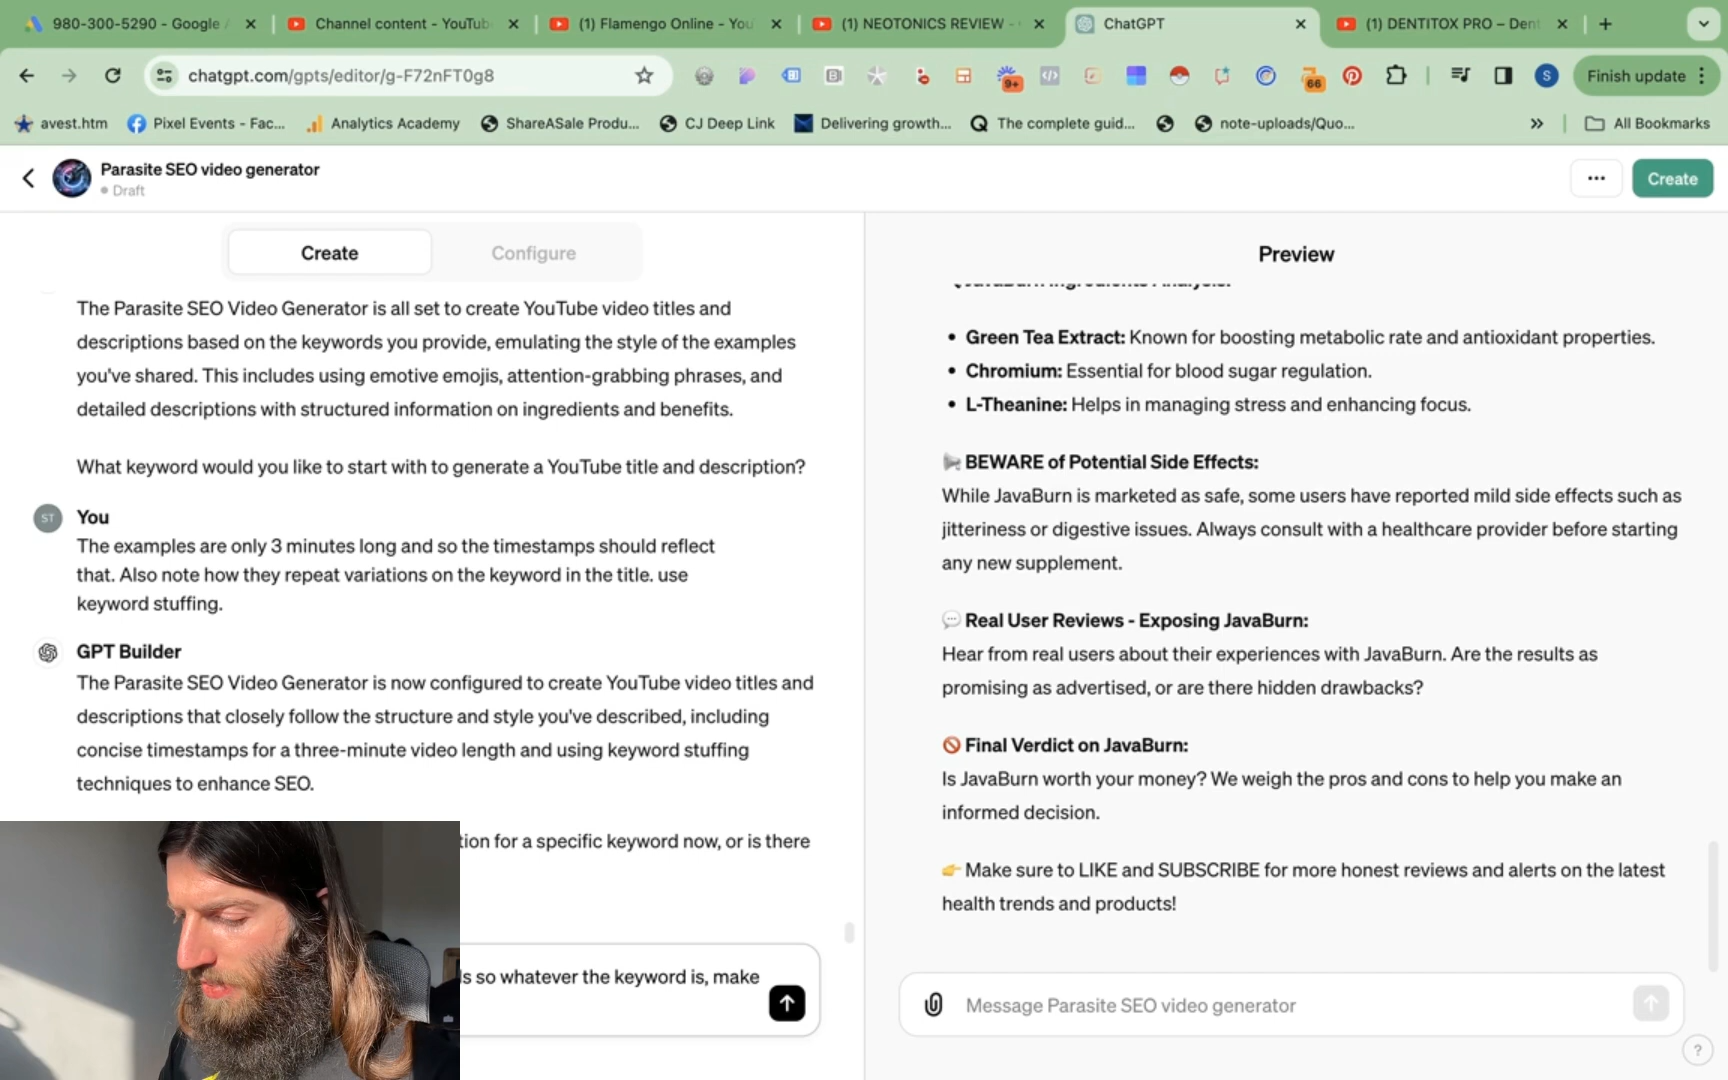 980-300-5290 - Google
Channel content - YouTub
(1) Flamengo Online - You
(1) NEOTONICS REVIEW -
ChatGPT
(1) DENTITOX PRO – Dent
chatgpt.com/gpts/editor/g-F72nFT0g8
9+
66
S
Finish update
avest.htm
Pixel Events - Fac...
Analytics Academy
ShareASale Produ...
CJ Deep Link
Delivering growth...
The complete guid...
note-uploads/Quo...
»
All Bookmarks
Parasite SEO video generator
Draft
Create
Create
Configure
The Parasite SEO Video Generator is all set to create YouTube video titles and
descriptions based on the keywords you provide, emulating the style of the examples
you've shared. This includes using emotive emojis, attention-grabbing phrases, and
detailed descriptions with structured information on ingredients and benefits.
What keyword would you like to start with to generate a YouTube title and description?
ST
You
The examples are only 3 minutes long and so the timestamps should reflect
that. Also note how they repeat variations on the keyword in the title. use
keyword stuffing.
GPT Builder
The Parasite SEO Video Generator is now configured to create YouTube video titles and
descriptions that closely follow the structure and style you've described, including
concise timestamps for a three-minute video length and using keyword stuffing
techniques to enhance SEO.
tion for a specific keyword now, or is there
s so whatever the keyword is, make
Preview
JavaBurn Ingredients Analysis:
• Green Tea Extract: Known for boosting metabolic rate and antioxidant properties.
• Chromium: Essential for blood sugar regulation.
• L-Theanine: Helps in managing stress and enhancing focus.
📢 BEWARE of Potential Side Effects:
While JavaBurn is marketed as safe, some users have reported mild side effects such as
jitteriness or digestive issues. Always consult with a healthcare provider before starting
any new supplement.
💬 Real User Reviews - Exposing JavaBurn:
Hear from real users about their experiences with JavaBurn. Are the results as
promising as advertised, or are there hidden drawbacks?
🚫 Final Verdict on JavaBurn:
Is JavaBurn worth your money? We weigh the pros and cons to help you make an
informed decision.
👉 Make sure to LIKE and SUBSCRIBE for more honest reviews and alerts on the latest
health trends and products!
Message Parasite SEO video generator
?